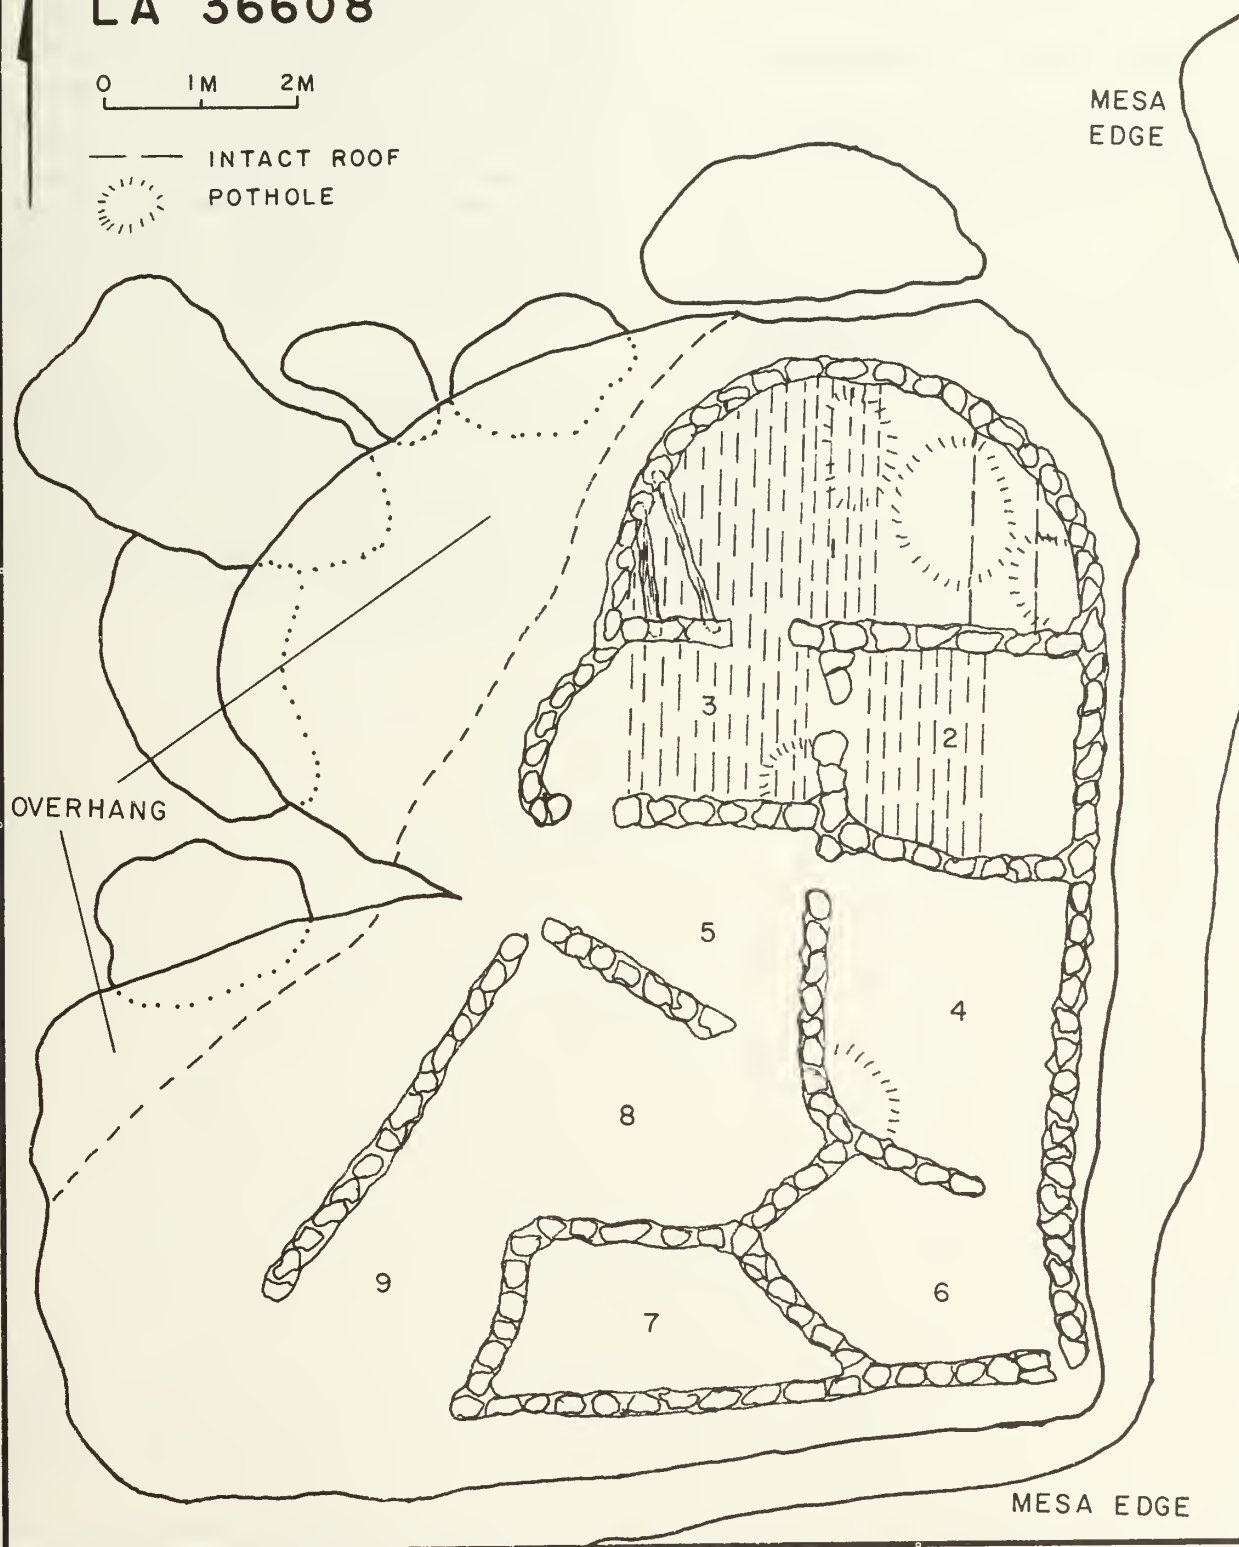 LA 36608
0 1M 2M
INTACT ROOF
POTHOLE
MESA
EDGE
3
2
OVERHANG
5
4
8
9
6
7
MESA EDGE